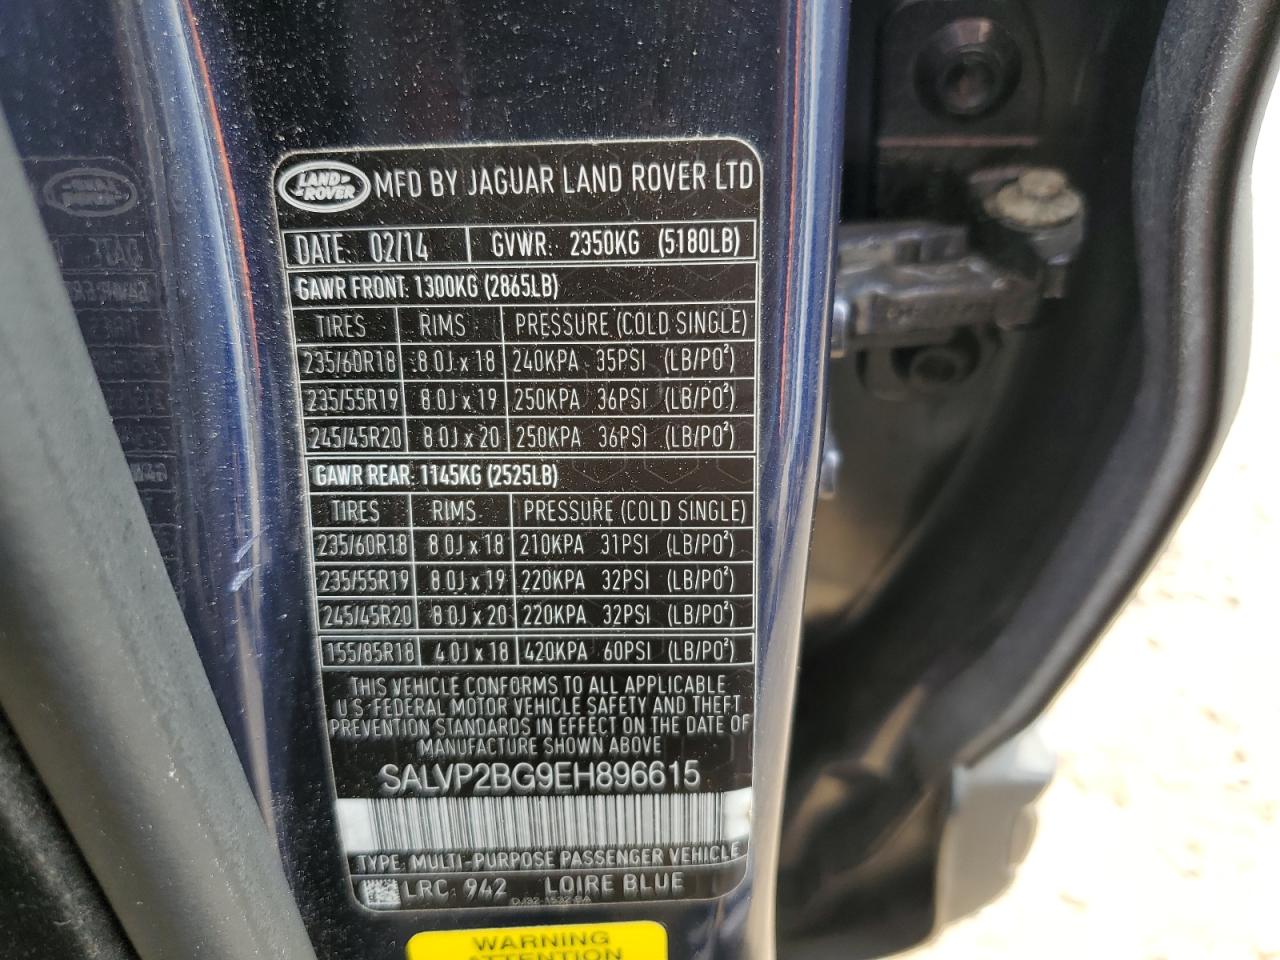 LAND ROVER MFD BY JAGUAR LAND ROVER LTD
DATE: 02/14 GVWR: 2350KG (5180LB)
GAWR FRONT: 1300KG (2865LB)
TIRES RIMS PRESSURE (COLD SINGLE)
235/60R18 8.0J x 18 240KPA 35PSI (LB/PO²)
235/55R19 8.0J x 19 250KPA 36PSI (LB/PO²)
245/45R20 8.0J x 20 250KPA 36PSI (LB/PO²)
GAWR REAR: 1145KG (2525LB)
TIRES RIMS PRESSURE (COLD SINGLE)
235/60R18 8.0J x 18 210KPA 31PSI (LB/PO²)
235/55R19 8.0J x 19 220KPA 32PSI (LB/PO²)
245/45R20 8.0J x 20 220KPA 32PSI (LB/PO²)
155/85R18 4.0J x 18 420KPA 60PSI (LB/PO²)
THIS VEHICLE CONFORMS TO ALL APPLICABLE
U.S. FEDERAL MOTOR VEHICLE SAFETY AND THEFT
PREVENTION STANDARDS IN EFFECT ON THE DATE OF
MANUFACTURE SHOWN ABOVE
SALVP2BG9EH896615
TYPE: MULTI-PURPOSE PASSENGER VEHICLE
LRC: 942 LOIRE BLUE
WARNING
ATTENTION